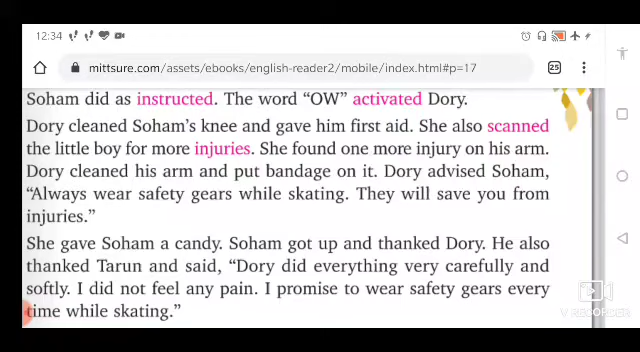 12:34
25
mittsure.com/assets/ebooks/english-reader2/mobile/index.html#p=17
Soham did as instructed. The word “OW” activated Dory.
Dory cleaned Soham’s knee and gave him first aid. She also scanned
the little boy for more injuries. She found one more injury on his arm.
Dory cleaned his arm and put bandage on it. Dory advised Soham,
“Always wear safety gears while skating. They will save you from
injuries.”
She gave Soham a candy. Soham got up and thanked Dory. He also
thanked Tarun and said, “Dory did everything very carefully and
softly. I did not feel any pain. I promise to wear safety gears every
time while skating.”
V RECORDER